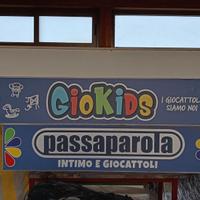 GioKiDS
I GIOCATTOLI
SIAMO NOI
passaparola
INTIMO E GIOCATTOLI